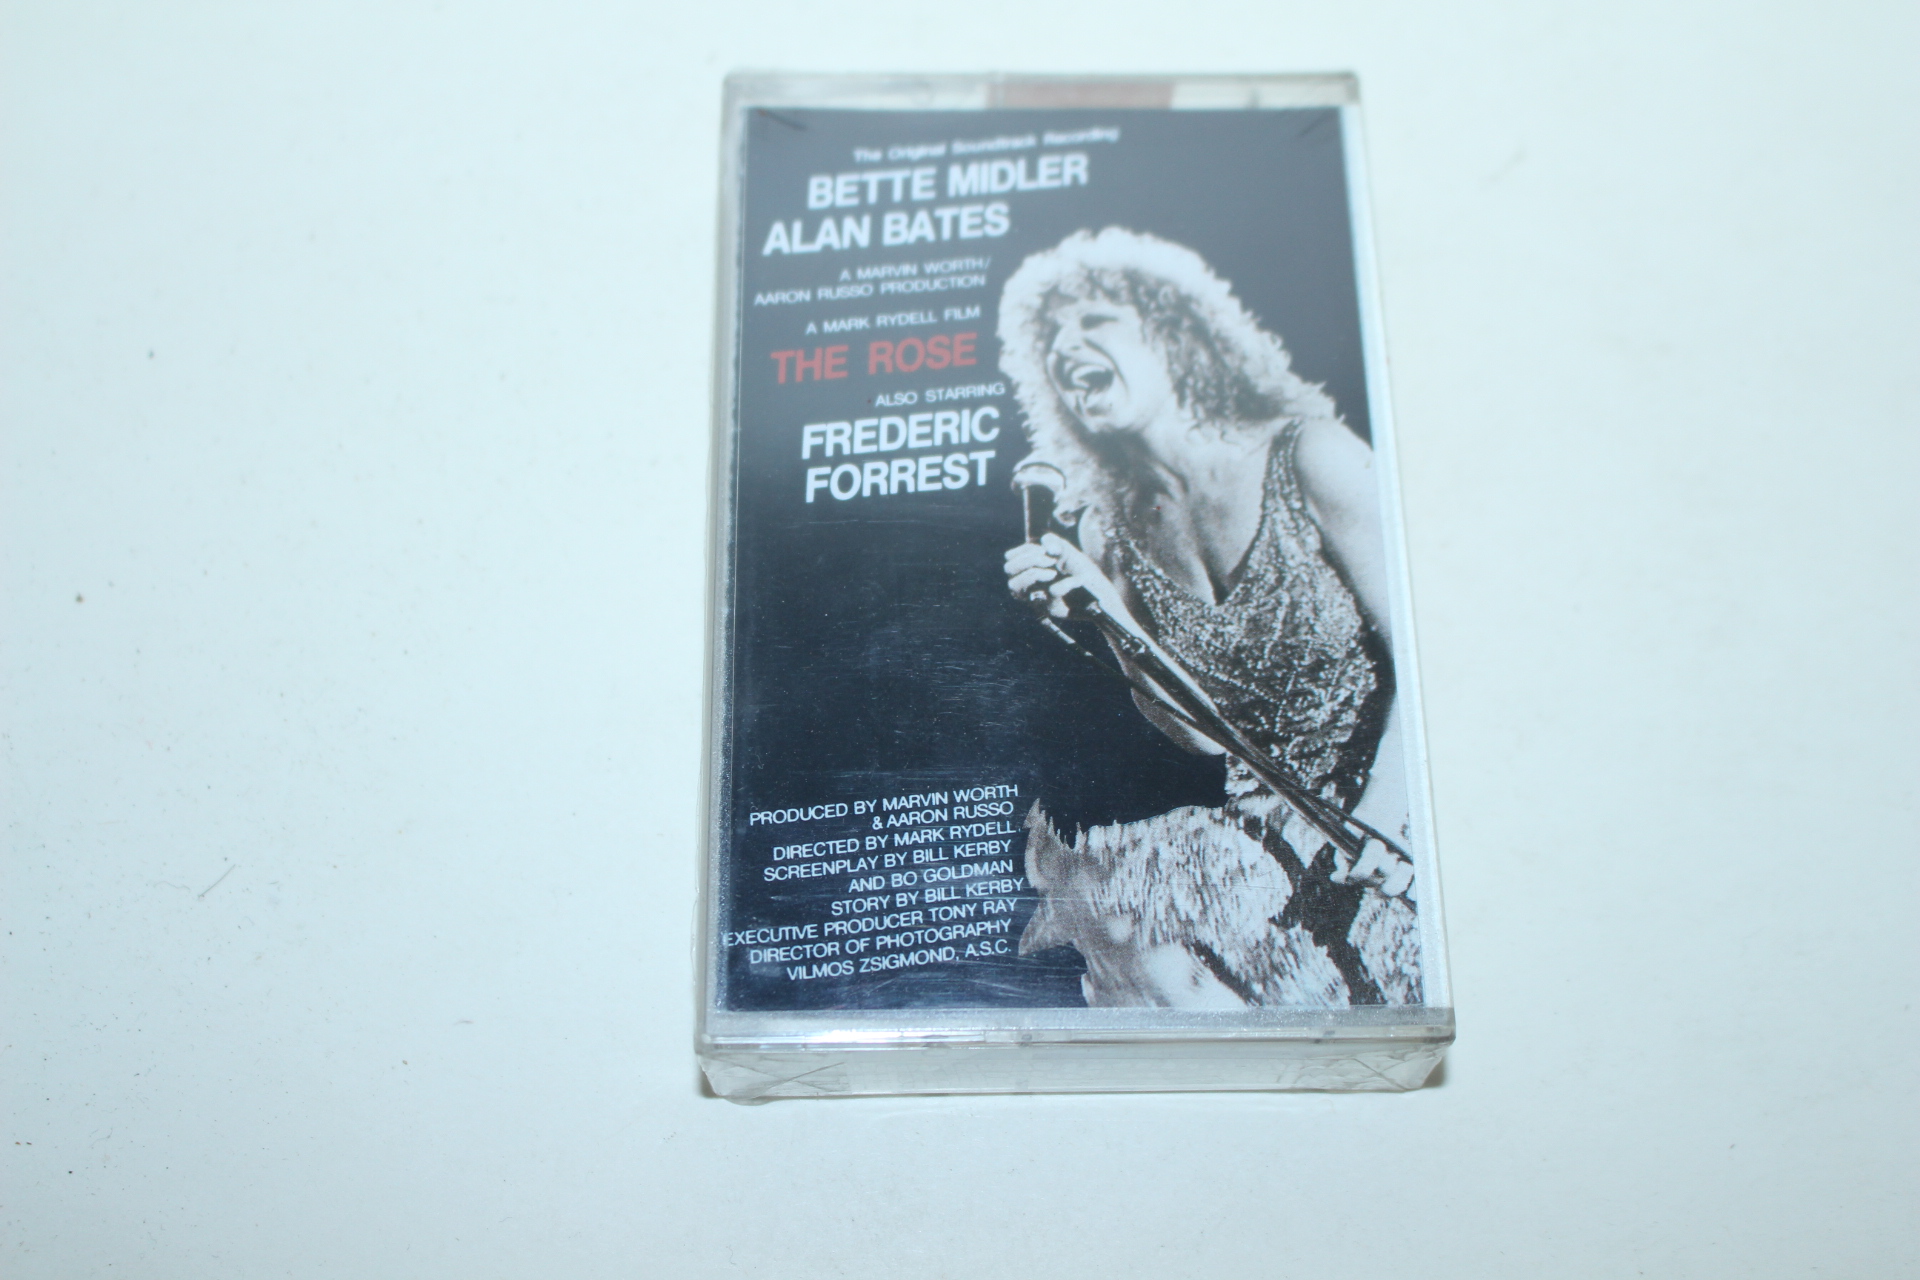 The Original Soundtrack Recording
BETTE MIDLER
ALAN BATES
A MARVIN WORTH/
AARON RUSSO PRODUCTION
A MARK RYDELL FILM
THE ROSE
ALSO STARRING
FREDERIC
FORREST
PRODUCED BY MARVIN WORTH
& AARON RUSSO
DIRECTED BY MARK RYDELL
SCREENPLAY BY BILL KERBY
AND BO GOLDMAN
STORY BY BILL KERBY
EXECUTIVE PRODUCER TONY RAY
DIRECTOR OF PHOTOGRAPHY
VILMOS ZSIGMOND, A.S.C.